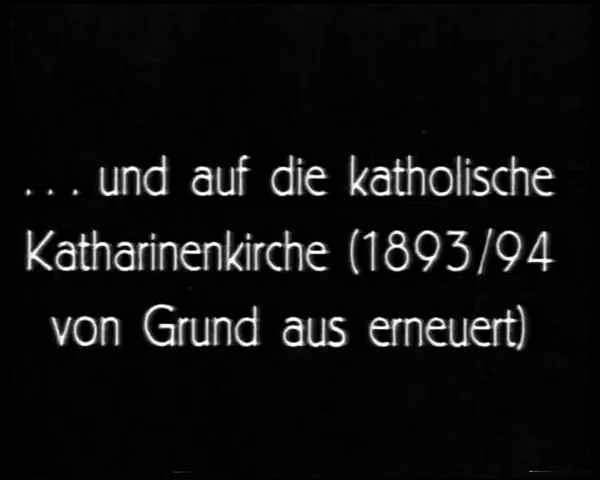 ... und auf die katholische
Katharinenkirche (1893/94
von Grund aus erneuert)